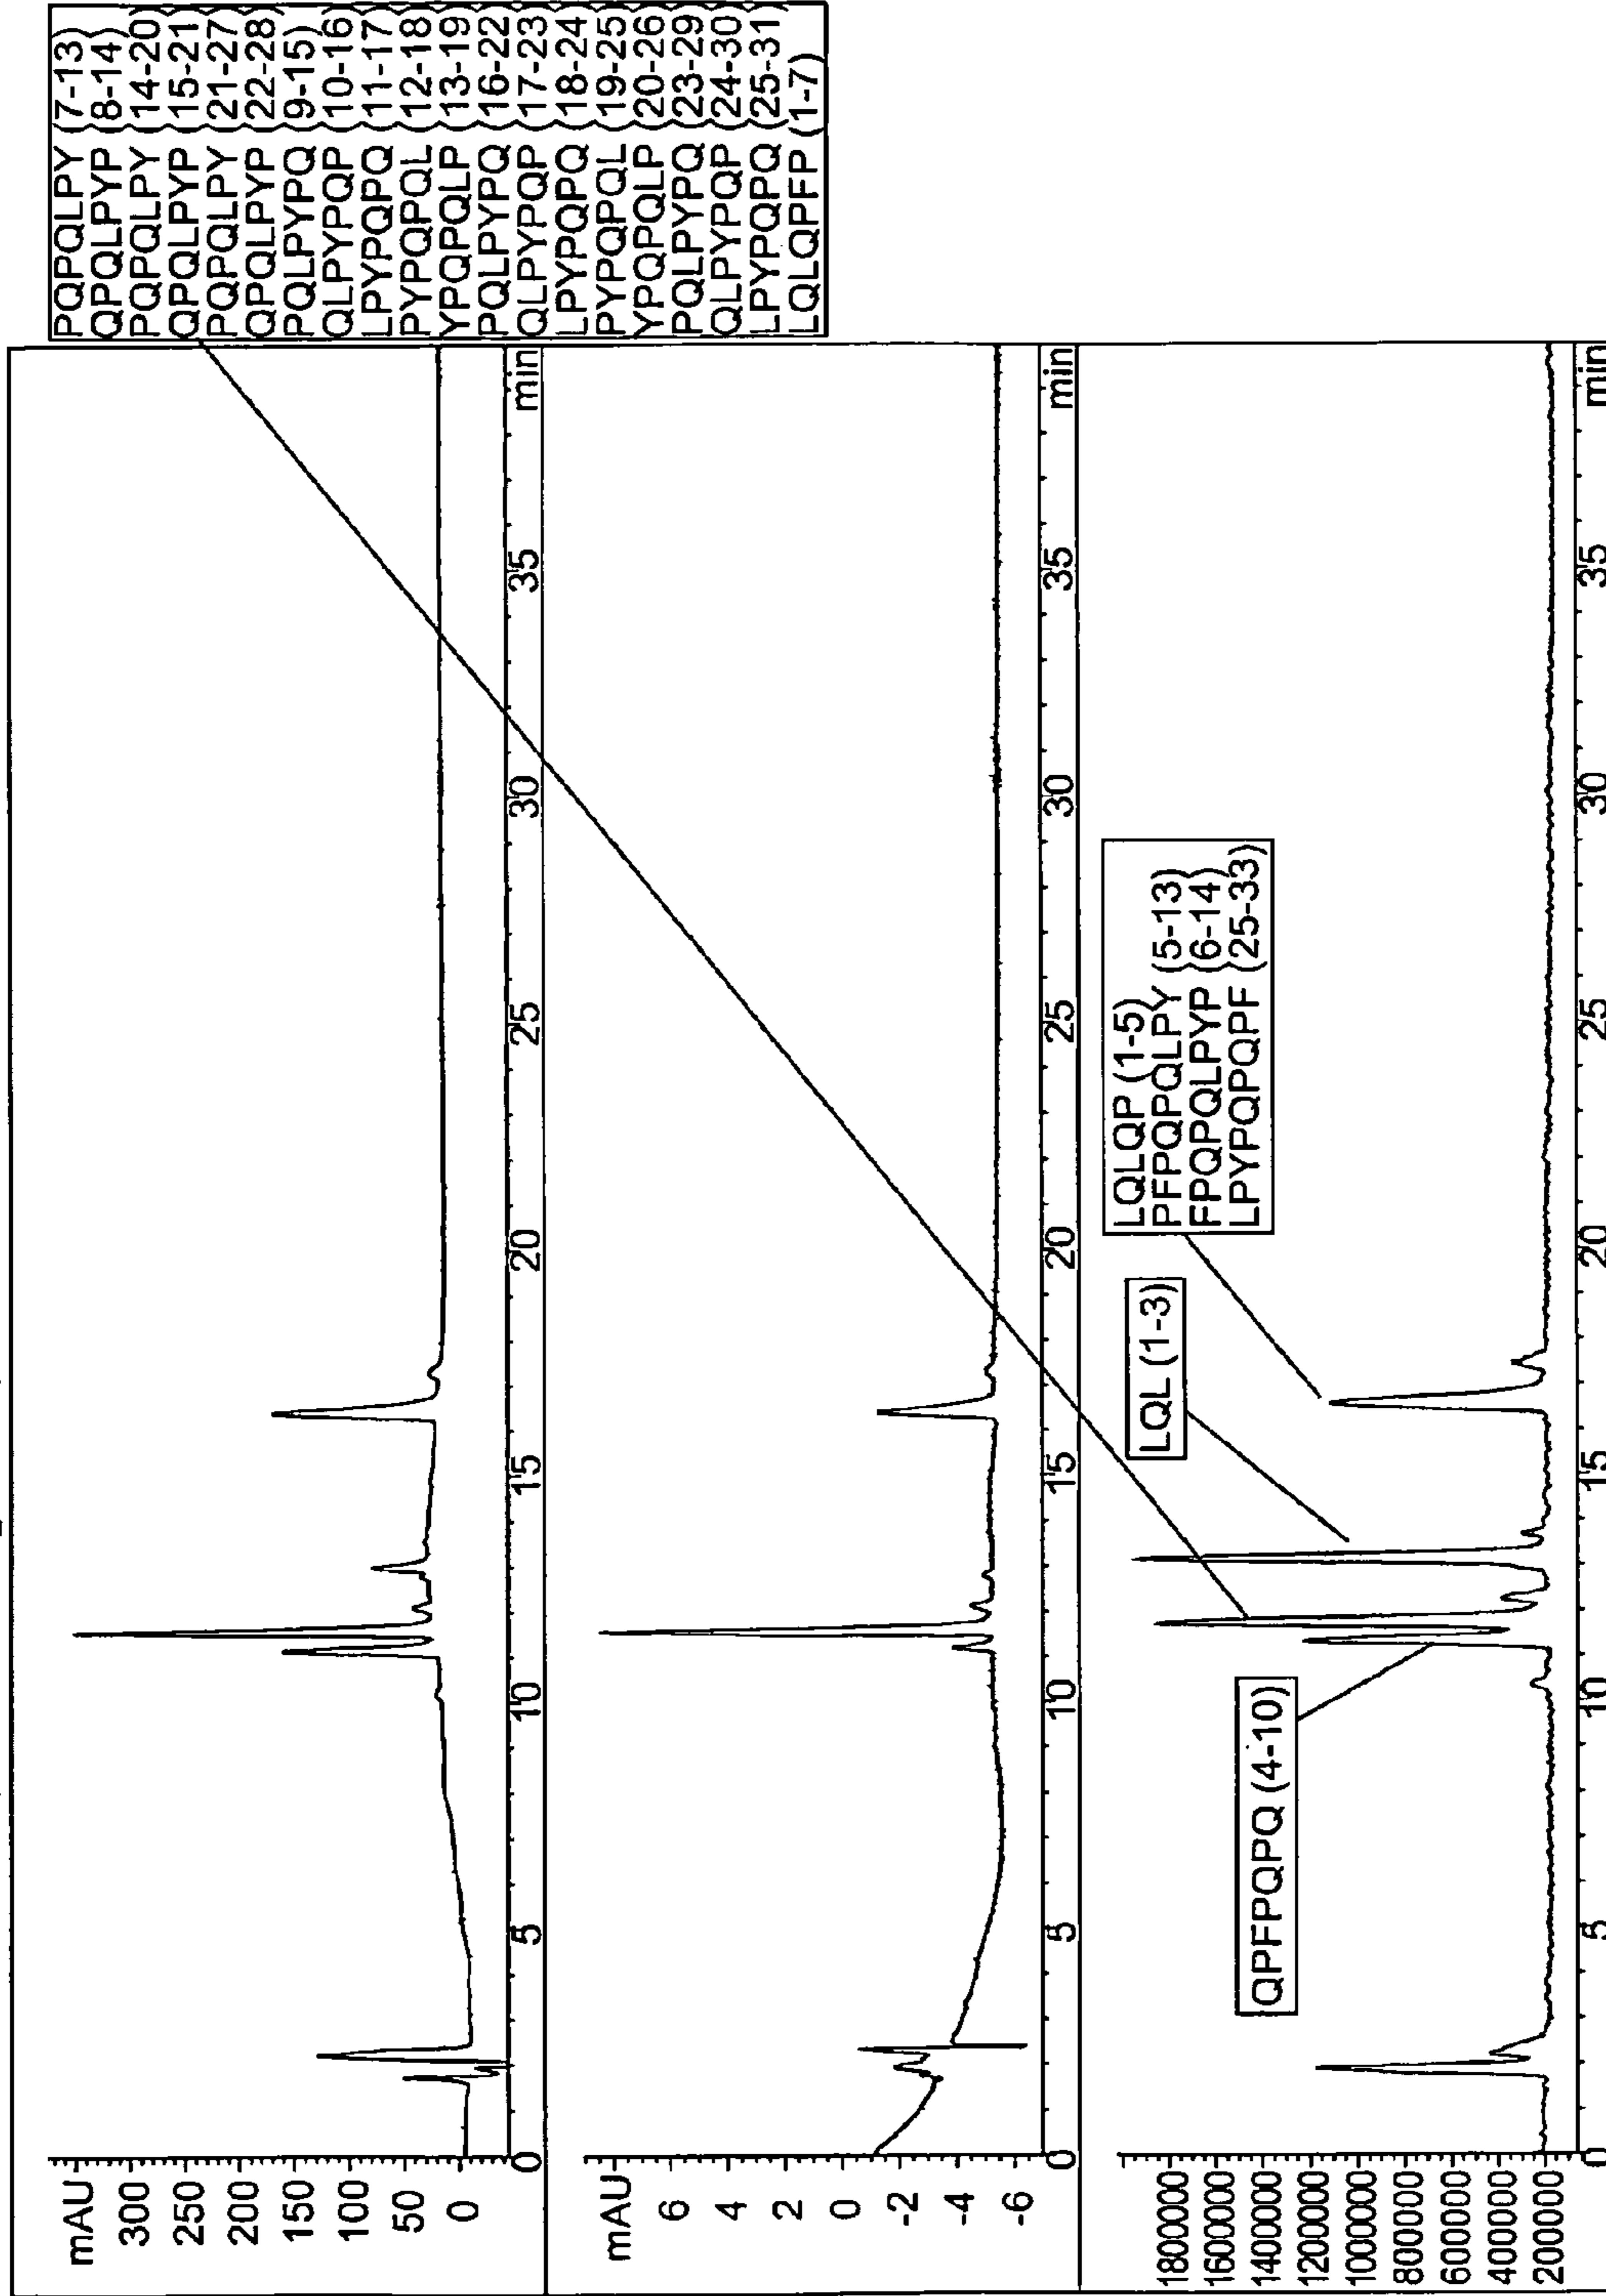 PQPQLPY (7-13)
QPQLPYP (8-14)
PQPQLPY (14-20)
QPQLPYP (15-21)
PQPQLPY (21-27)
QPQLPYP (22-28)
PQLPYPQ (9-15)
QLPYPQP (10-16)
LPYPQPQ (11-17)
PYPQPQL (12-18)
YPQPQLP (13-19)
PQLPYPQ (16-22)
QLPYPQP (17-23)
LPYPQPQ (18-24)
PYPQPQL (19-25)
YPQPQLP (20-26)
PQLPYPQ (23-29)
QLPYPQP (24-30)
LPYPQPQ (25-31)
LQLQPFP (1-7)
mAU
300
250
200
150
100
50
0
0 5 10 15 20 25 30 35 min
mAU
6
4
2
0
-2
-4
-6
0 5 10 15 20 25 30 35 min
LQLQP (1-5)
PFPQPQLPY (5-13)
FPQPQLPYP (6-14)
LPYPQPQPF (25-33)
LQL (1-3)
QPFPQPQ (4-10)
1800000
1600000
1400000
1200000
1000000
800000
600000
400000
200000
0 5 10 15 20 25 30 35 min